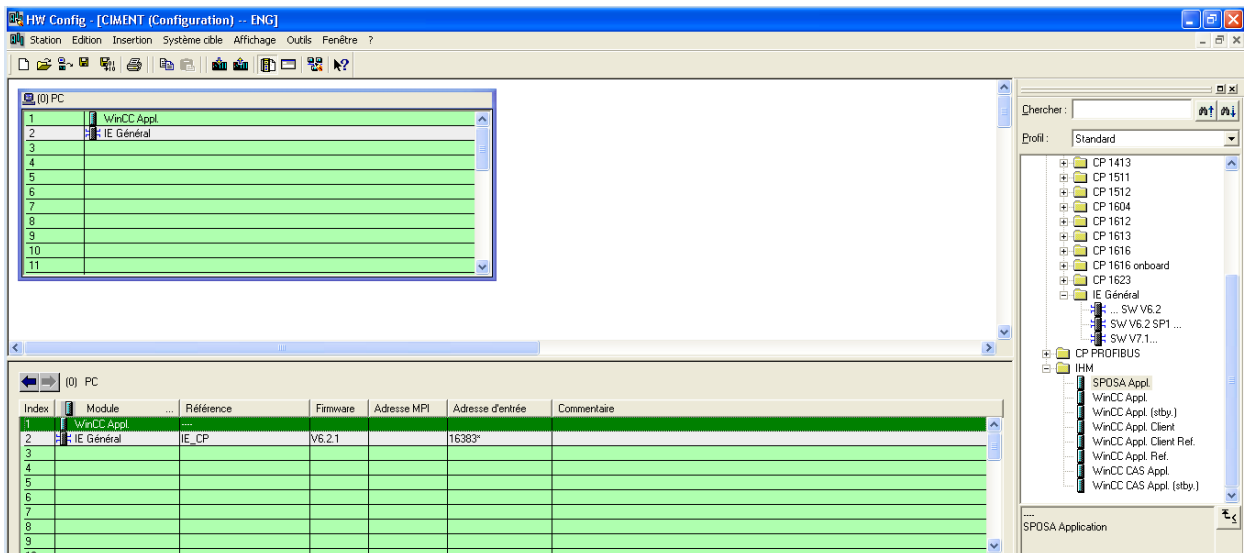 HW Config - [CIMENT (Configuration) -- ENG]
Station Edition Insertion Système cible Affichage Outils Fenêtre ?
(0) PC
1 WinCC Appl.
2 IE Général
3
4
5
6
7
8
9
10
11
(0) PC
Index Module ... Référence Firmware Adresse MPI Adresse d'entrée Commentaire
1 WinCC Appl. ----
2 IE Général IE_CP V6.2.1 16383*
3
4
5
6
7
8
9
Chercher :
Profil : Standard
CP 1413
CP 1511
CP 1512
CP 1604
CP 1612
CP 1613
CP 1616
CP 1616 onboard
CP 1623
IE Général
... SW V6.2
SW V6.2 SP1 ...
SW V7.1...
CP PROFIBUS
IHM
SPOSA Appl.
WinCC Appl.
WinCC Appl. (stby.)
WinCC Appl. Client
WinCC Appl. Client Ref.
WinCC Appl. Ref.
WinCC CAS Appl.
WinCC CAS Appl. (stby.)
----
SPOSA Application